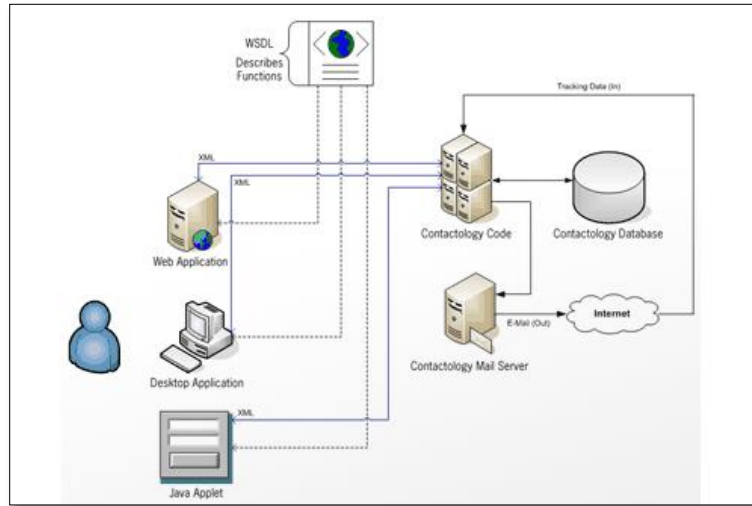 WSDL
Describes
Functions
Tracking Data (In)
XML
XML
Web Application
Contactology Code
Contactology Database
Internet
E-Mail (Out)
Desktop Application
Contactology Mail Server
XML
Java Applet